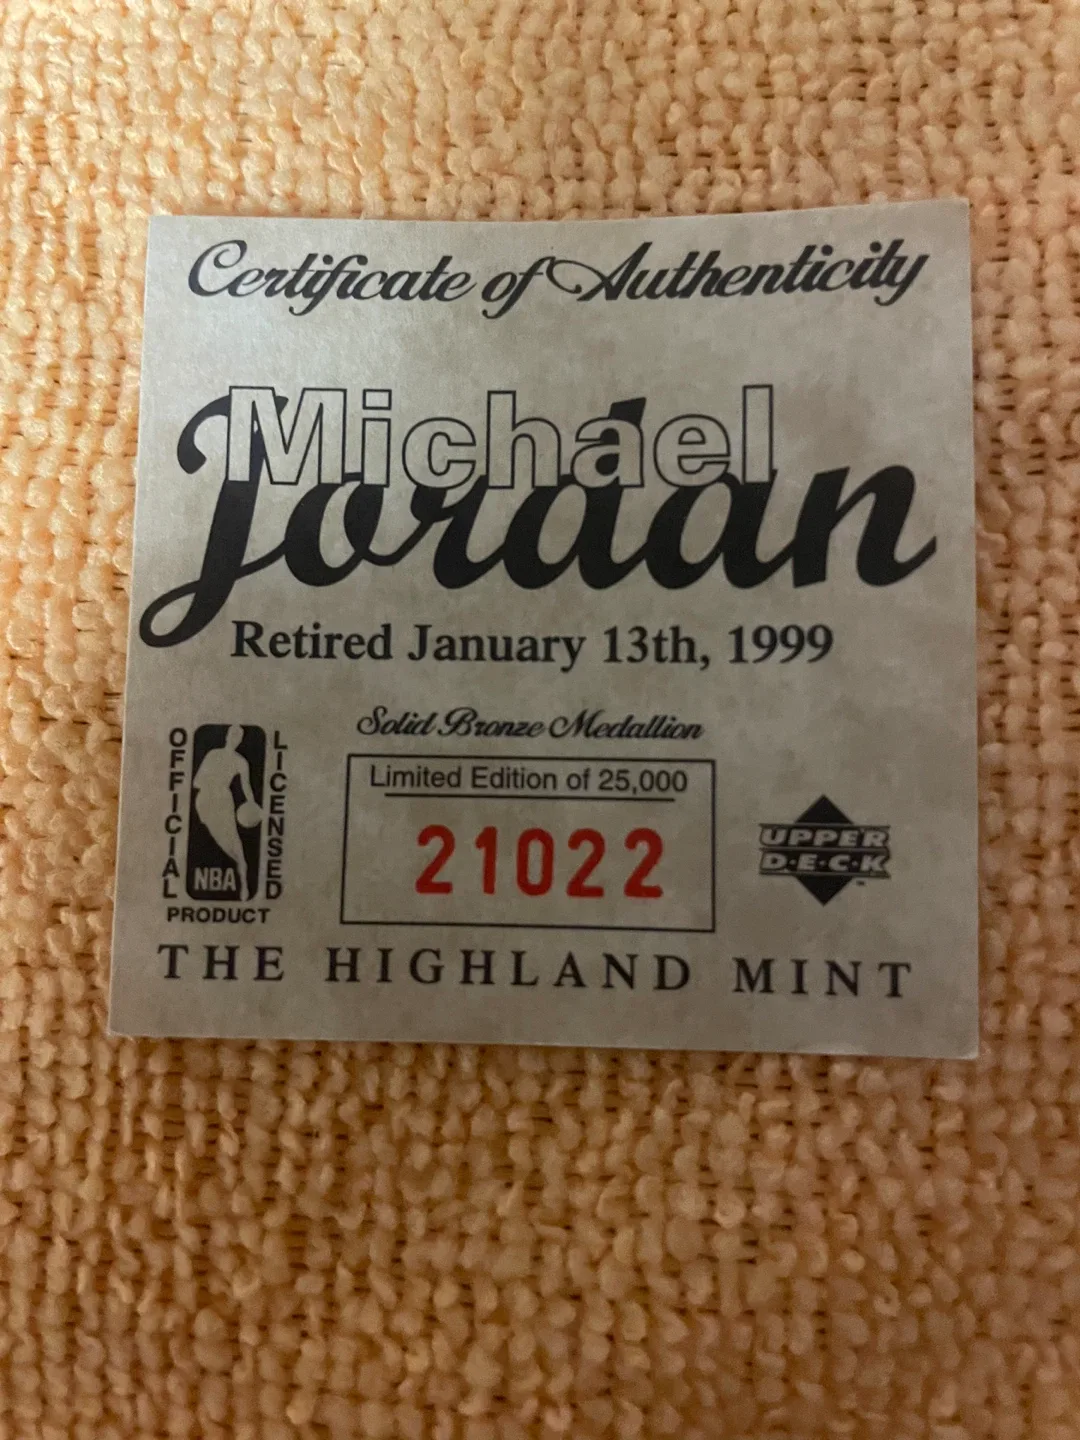 Certificate of Authenticity
Michael
Jordan
Retired January 13th, 1999
Solid Bronze Medallion
Limited Edition of 25,000
21022
OFFICIAL
LICENSED
NBA
PRODUCT
UPPER
D·E·C·K
™
THE HIGHLAND MINT